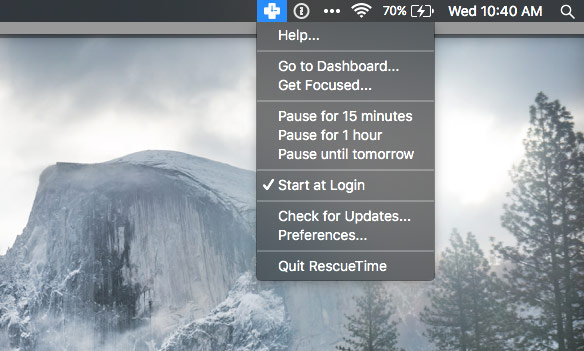 70% Wed 10:40 AM
Help...
Go to Dashboard...
Get Focused...
Pause for 15 minutes
Pause for 1 hour
Pause until tomorrow
Start at Login
Check for Updates...
Preferences...
Quit RescueTime